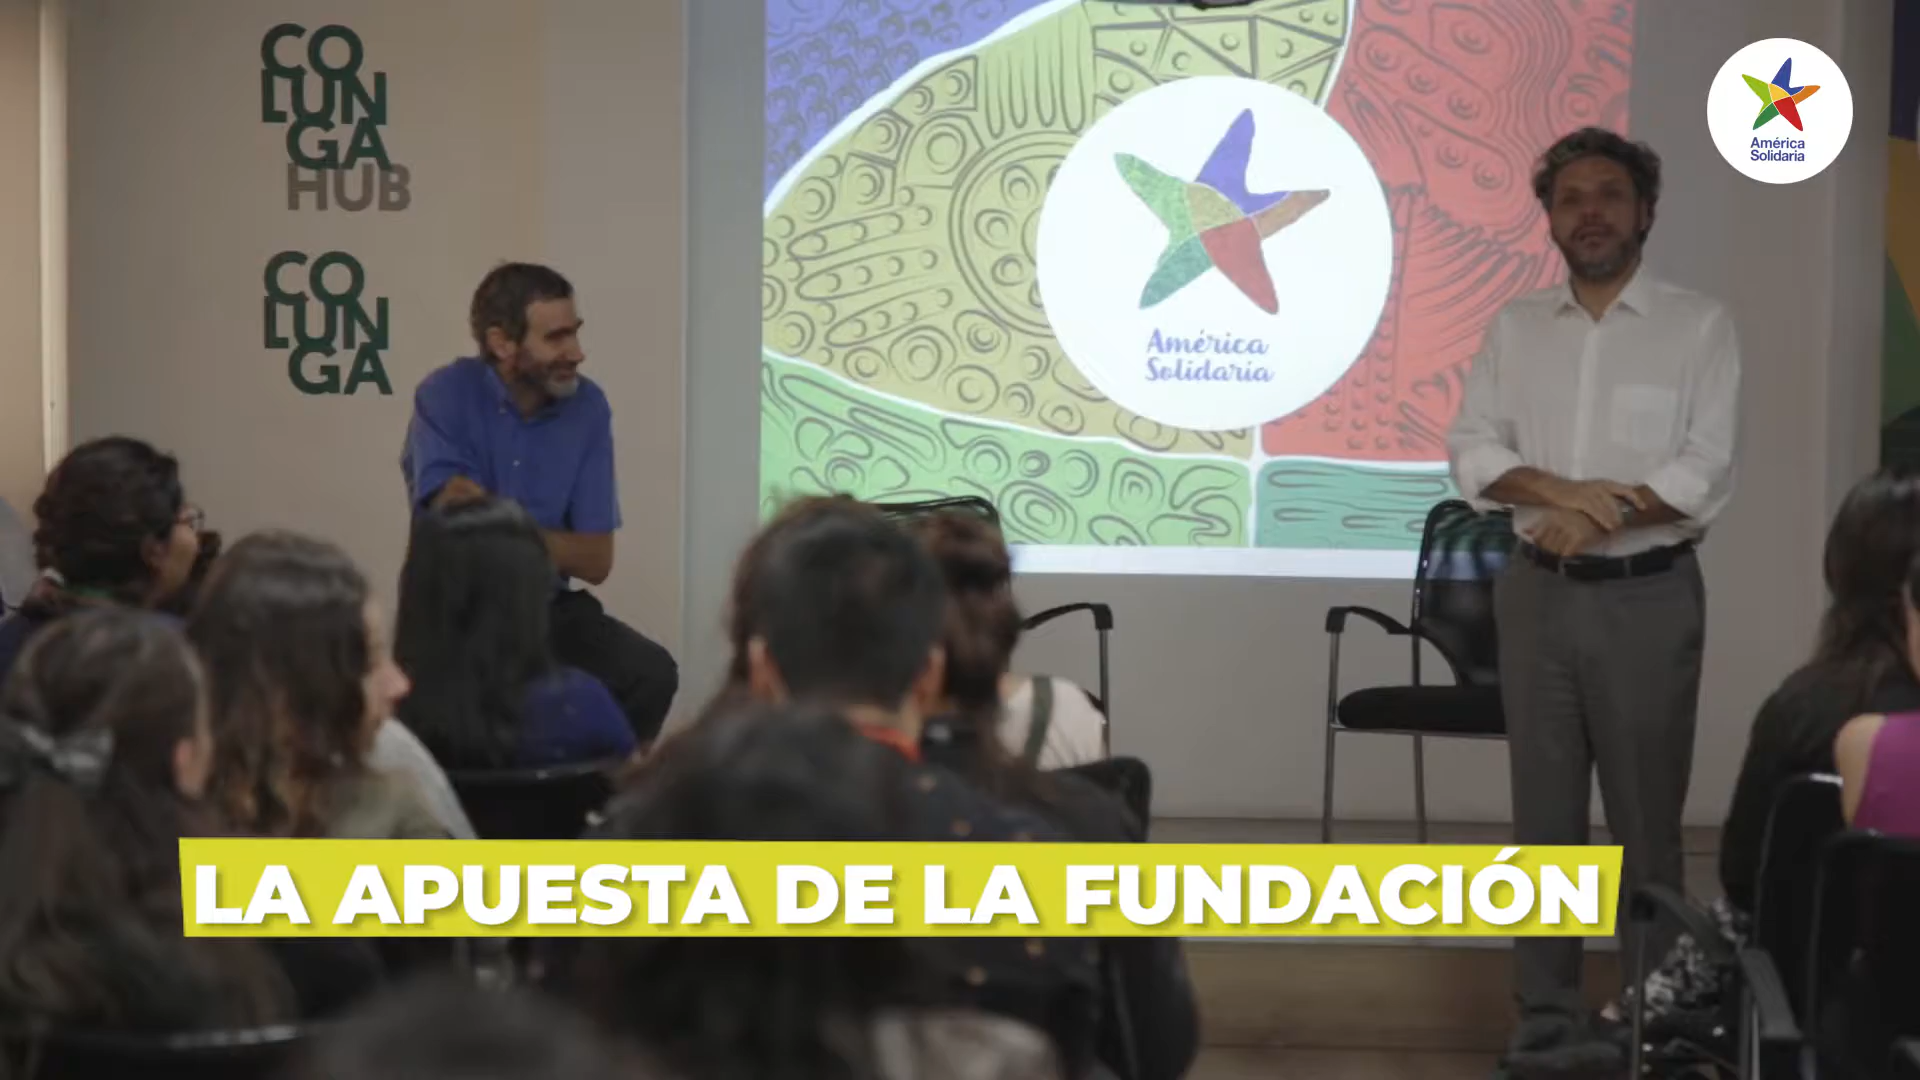 CO
LUN
GA
HUB
CO
LUN
GA
América
Solidaria
América
Solidaria
LA APUESTA DE LA FUNDACIÓN